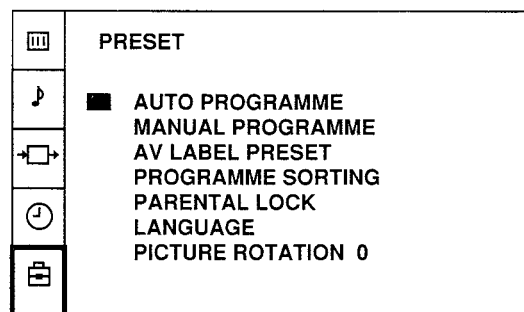 PRESET
AUTO PROGRAMME
MANUAL PROGRAMME
AV LABEL PRESET
PROGRAMME SORTING
PARENTAL LOCK
LANGUAGE
PICTURE ROTATION 0